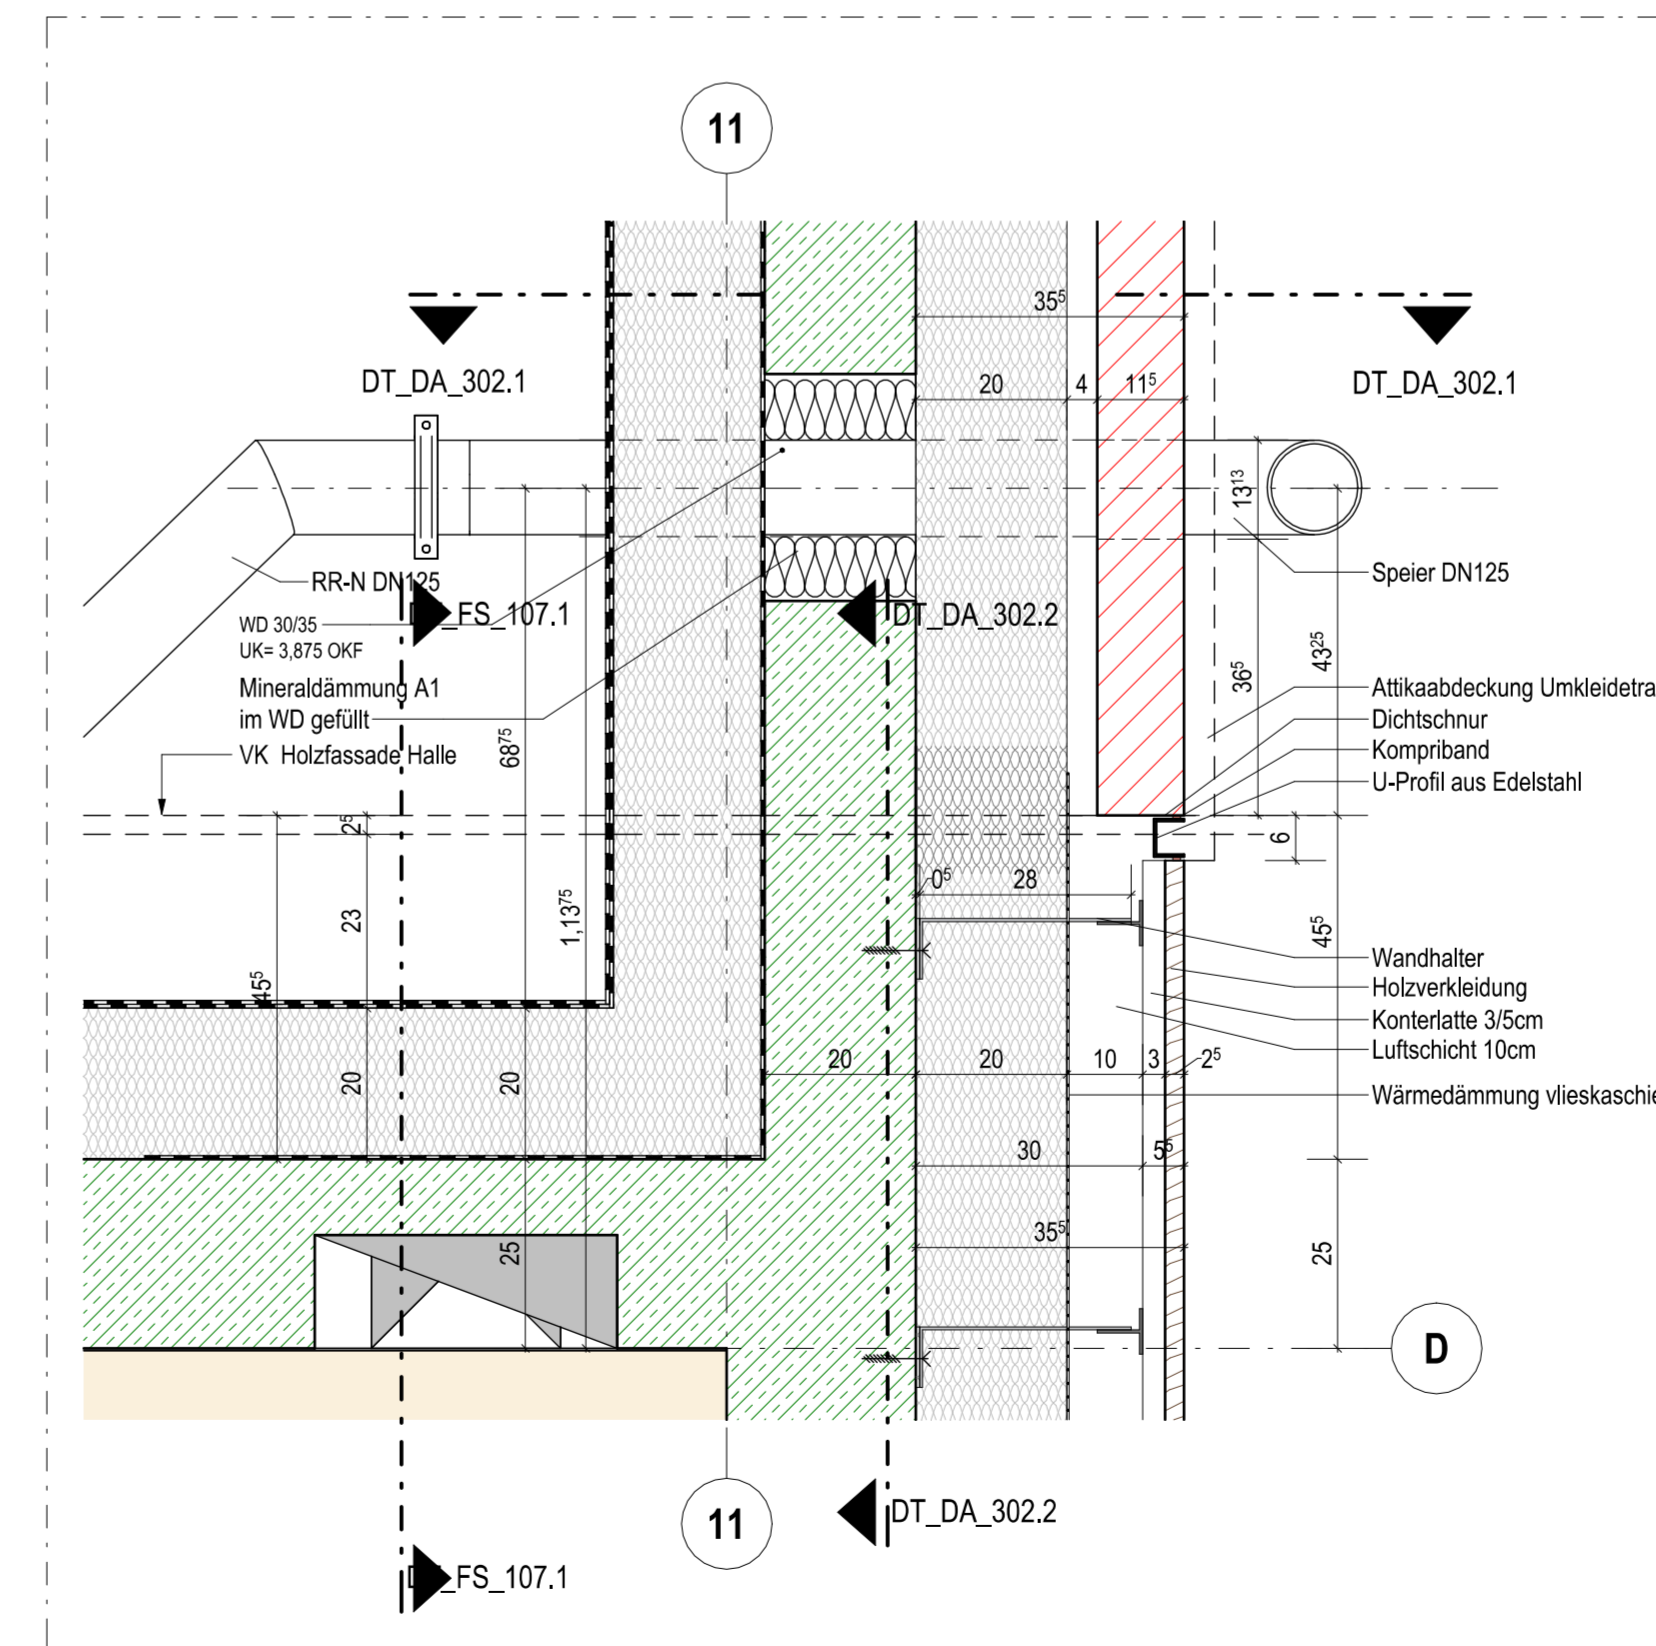 11
35⁵
DT_DA_302.1
DT_DA_302.1
20
4
11⁵
13¹³
RR-N DN125
Speier DN125
WD 30/35
UK= 3,875 OKF
_FS_107.1
DT_DA_302.2
43²⁵
36⁵
Mineraldämmung A1
im WD gefüllt
VK Holzfassade Halle
68⁷⁵
Attikaabdeckung Umkleidetra
Dichtschnur
Kompriband
U-Profil aus Edelstahl
2⁵
6
0⁵
28
23
1,13⁷⁵
45⁵
45⁵
Wandhalter
Holzverkleidung
Konterlatte 3/5cm
Luftschicht 10cm
20
20
20
20
10
3
2⁵
Wärmedämmung vlieskaschie
30
5⁵
35⁵
25
25
D
11
DT_DA_302.2
_FS_107.1